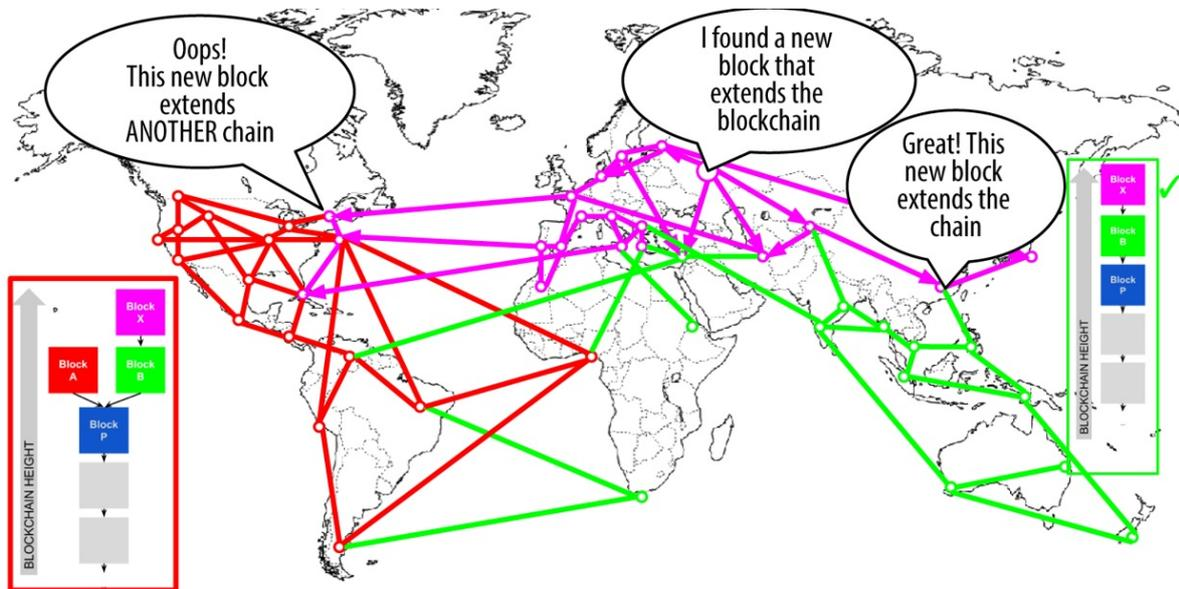 Oops!
This new block
extends
ANOTHER chain
I found a new
block that
extends the
blockchain
Great! This
new block
extends the
chain
BLOCKCHAIN HEIGHT
Block
X
Block
A
Block
B
Block
P
BLOCKCHAIN HEIGHT
Block
X
Block
B
Block
P